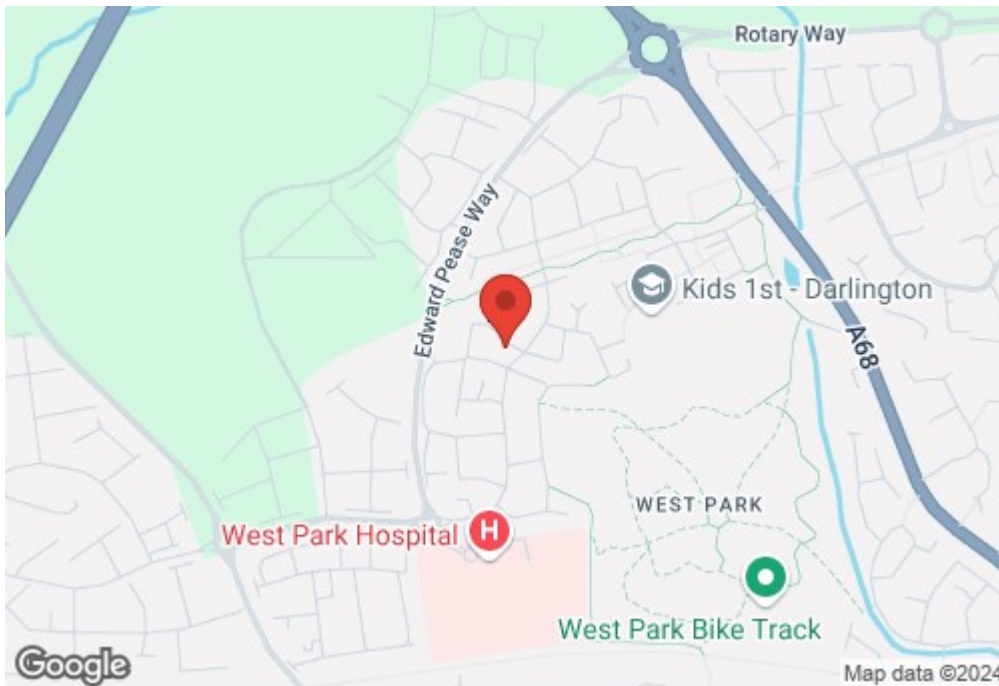 Rotary Way
Edward Pease Way
Kids 1st - Darlington
A68
WEST PARK
West Park Hospital
H
West Park Bike Track
Google
Map data ©2024